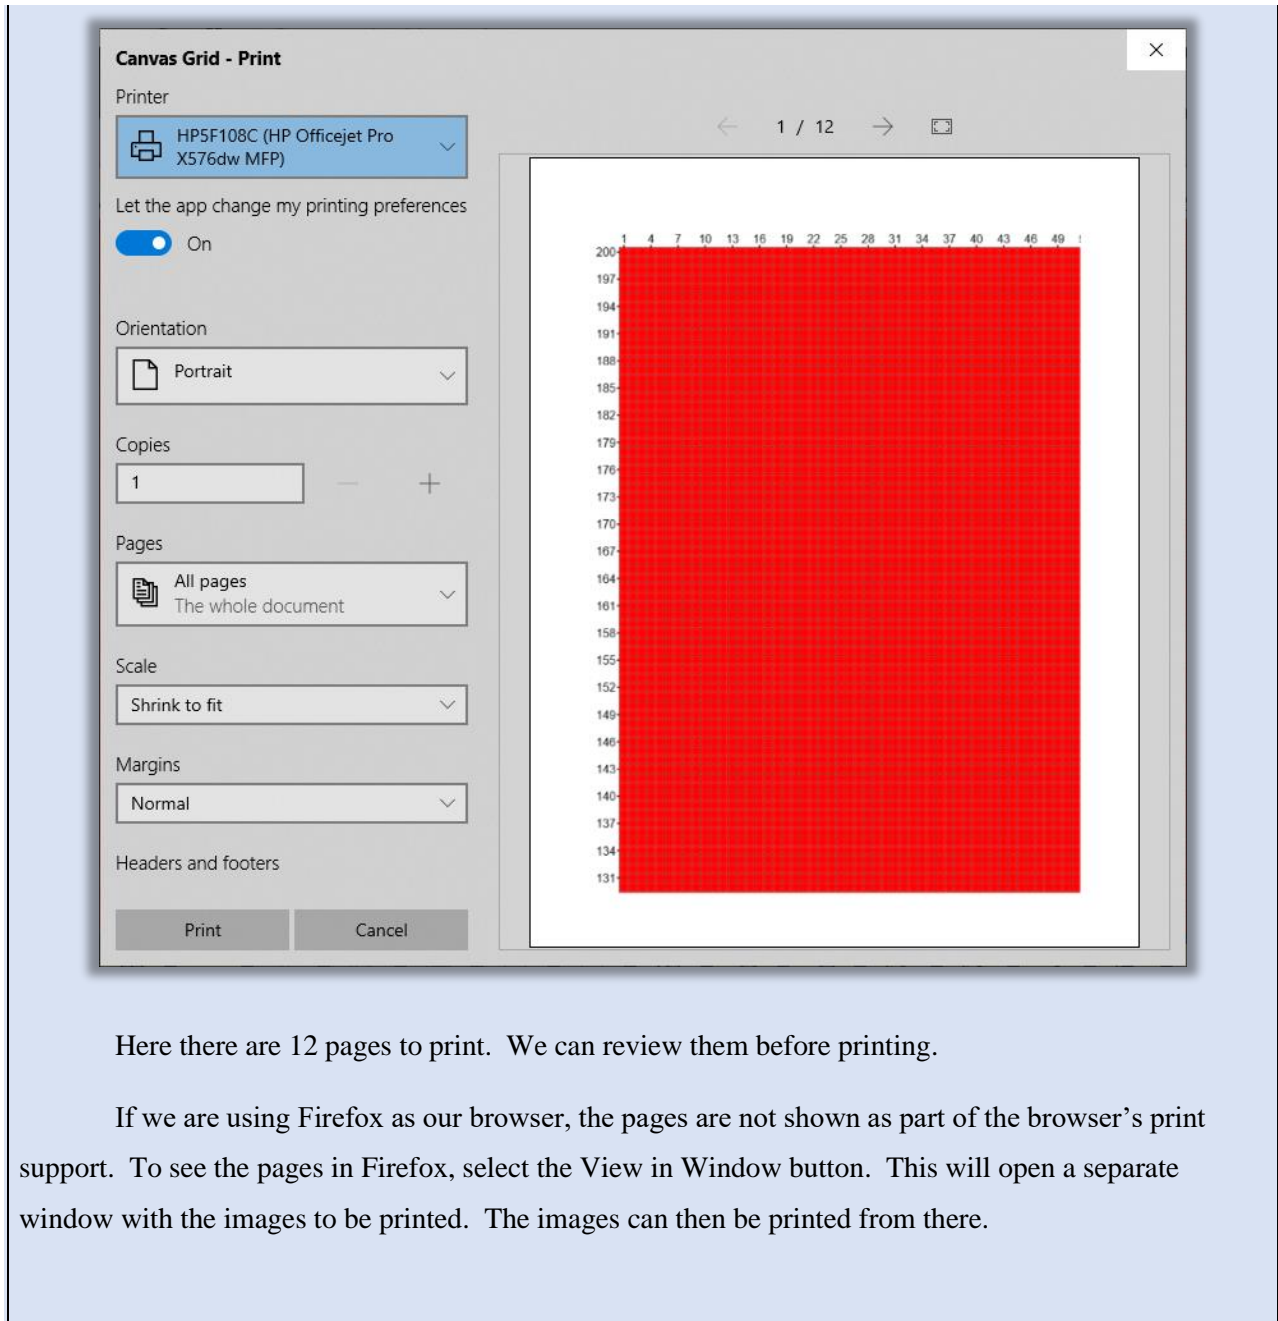 Canvas Grid - Print
Printer
HP5F108C (HP Officejet Pro
X576dw MFP)
Let the app change my printing preferences
On
Orientation
Portrait
Copies
1
Pages
All pages
The whole document
Scale
Shrink to fit
Margins
Normal
Headers and footers
Print Cancel
1 / 12
1 4 7 10 13 16 19 22 25 28 31 34 37 40 43 46 49
200
197
194
191
188
185
182
179
176
173
170
167
164
161
158
155
152
149
146
143
140
137
134
131
Here there are 12 pages to print. We can review them before printing.
If we are using Firefox as our browser, the pages are not shown as part of the browser’s print
support. To see the pages in Firefox, select the View in Window button. This will open a separate
window with the images to be printed. The images can then be printed from there.